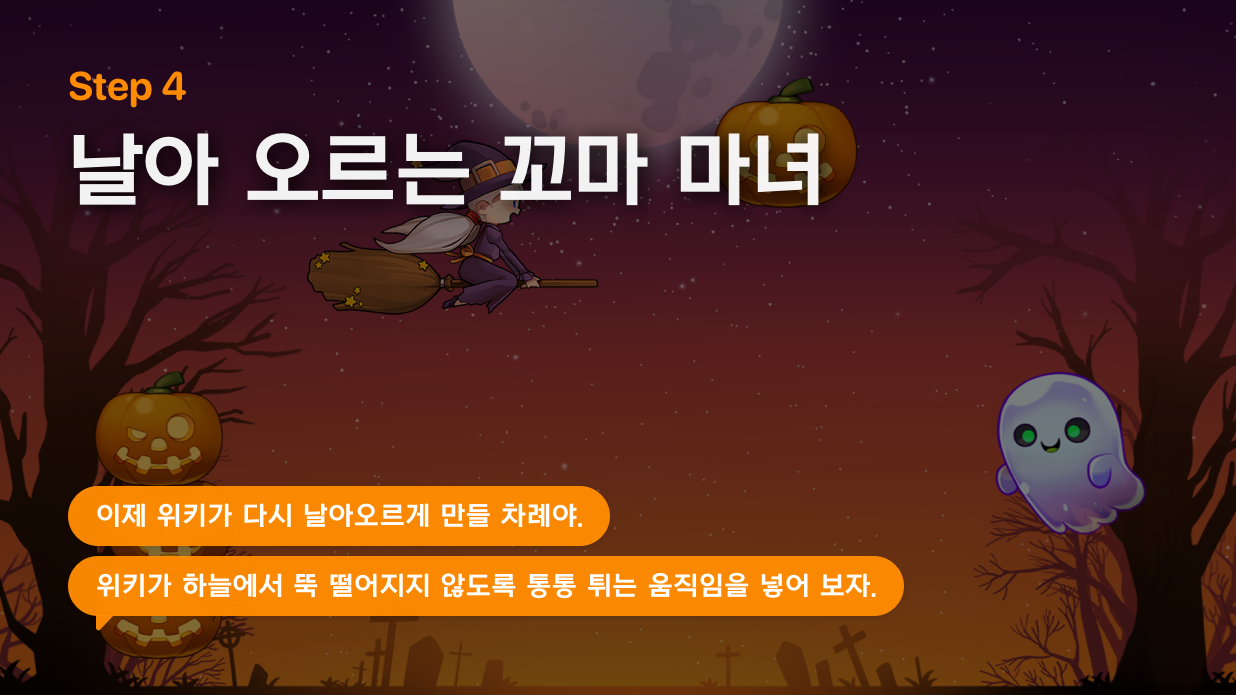 Step 4
날아 오르는 꼬마 마녀
이제 위키가 다시 날아오르게 만들 차례야.
위키가 하늘에서 뚝 떨어지지 않도록 통통 튀는 움직임을 넣어 보자.